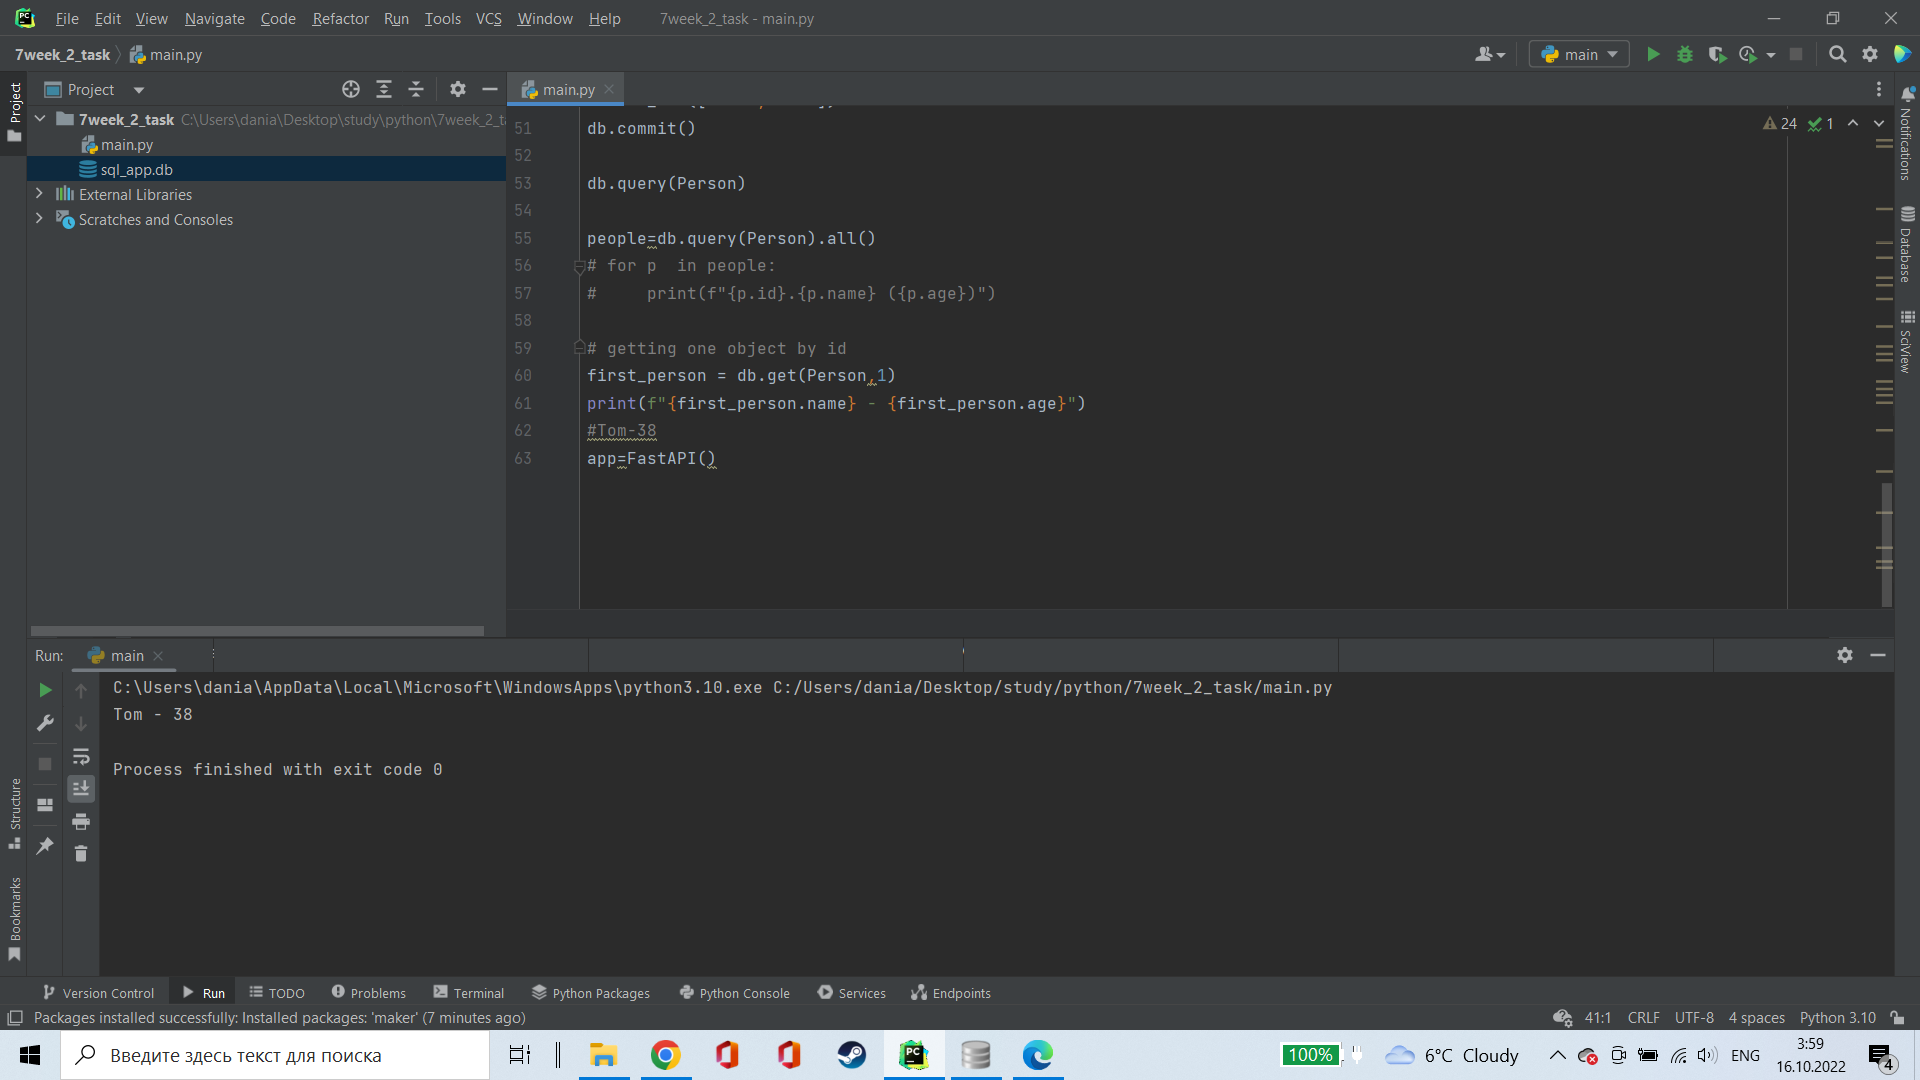 File Edit View Navigate Code Refactor Run Tools VCS Window Help 7week_2_task - main.py
7week_2_task main.py
main
Project
main.py
Project
7week_2_task C:\Users\dania\Desktop\study\python\7week_2_t
main.py
sql_app.db
External Libraries
Scratches and Consoles
24 1
51 db.commit()
52
53 db.query(Person)
54
55 people=db.query(Person).all()
56 # for p  in people:
57 #     print(f"{p.id}.{p.name} ({p.age})")
58
59 # getting one object by id
60 first_person = db.get(Person,1)
61 print(f"{first_person.name} - {first_person.age}")
62 #Tom-38
63 app=FastAPI()
Notifications
Database
SciView
Run: main
C:\Users\dania\AppData\Local\Microsoft\WindowsApps\python3.10.exe C:/Users/dania/Desktop/study/python/7week_2_task/main.py
Tom - 38
Process finished with exit code 0
Structure
Bookmarks
Version Control Run TODO Problems Terminal Python Packages Python Console Services Endpoints
Packages installed successfully: Installed packages: 'maker' (7 minutes ago)
41:1 CRLF UTF-8 4 spaces Python 3.10
Введите здесь текст для поиска
100% 6°C Cloudy ENG
3:59
16.10.2022
4